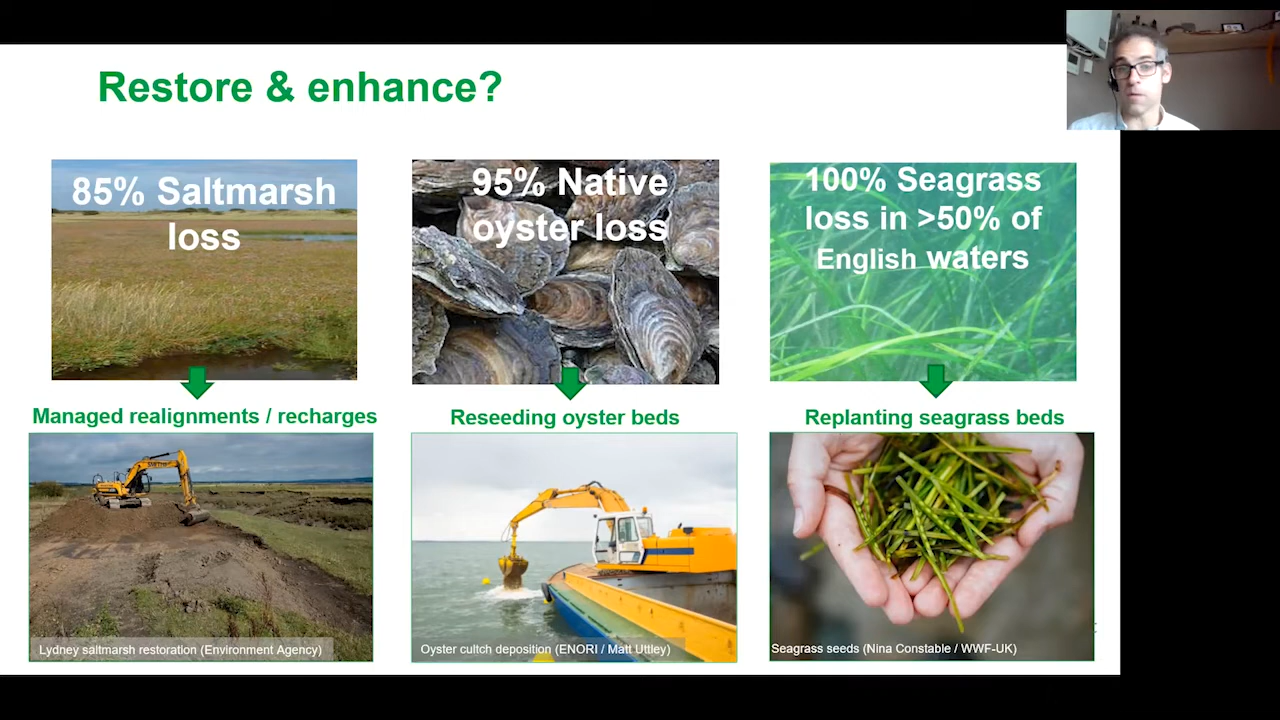 Restore & enhance?
85% Saltmarsh
loss
95% Native
oyster loss
100% Seagrass
loss in >50% of
English waters
Managed realignments / recharges
Reseeding oyster beds
Replanting seagrass beds
Lydney saltmarsh restoration (Environment Agency)
Oyster cultch deposition (ENORI / Matt Uttley)
Seagrass seeds (Nina Constable / WWF-UK)